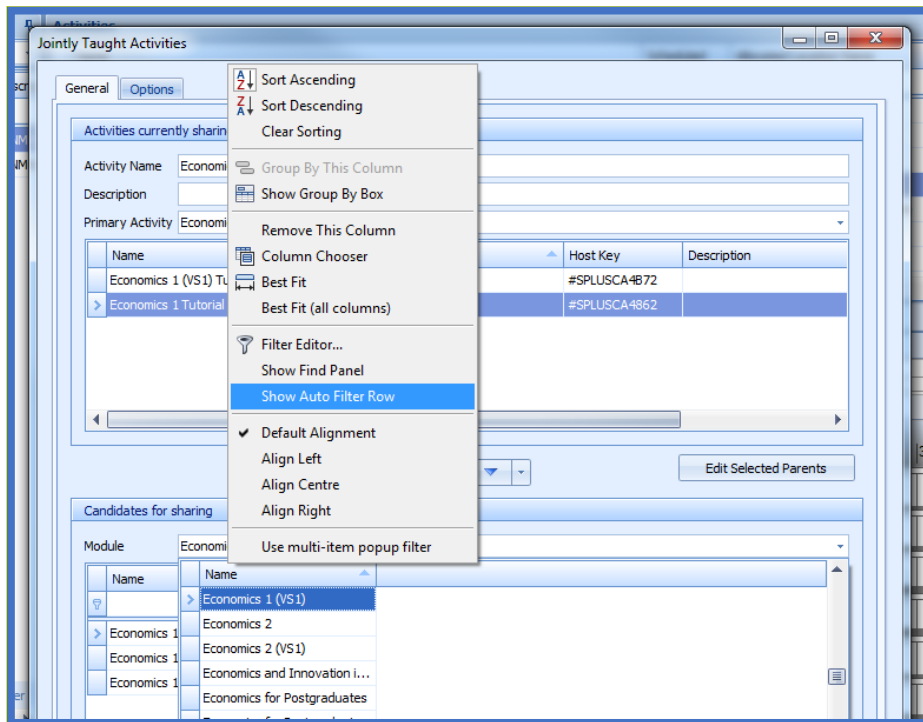 Activities
Jointly Taught Activities
General
Options
Activities currently sharin
Activity Name
Economi
Description
Primary Activity
Economi
Name
Host Key
Description
Economics 1 (VS1) Tu
#SPLUSCA4B72
Economics 1 Tutorial
#SPLUSCA4862
Sort Ascending
Sort Descending
Clear Sorting
Group By This Column
Show Group By Box
Remove This Column
Column Chooser
Best Fit
Best Fit (all columns)
Filter Editor...
Show Find Panel
Show Auto Filter Row
Default Alignment
Align Left
Align Centre
Align Right
Use multi-item popup filter
Edit Selected Parents
Candidates for sharing
Module
Economi
Name
Economics 1
Economics 1
Economics 1
Name
Economics 1 (VS1)
Economics 2
Economics 2 (VS1)
Economics and Innovation i...
Economics for Postgraduates